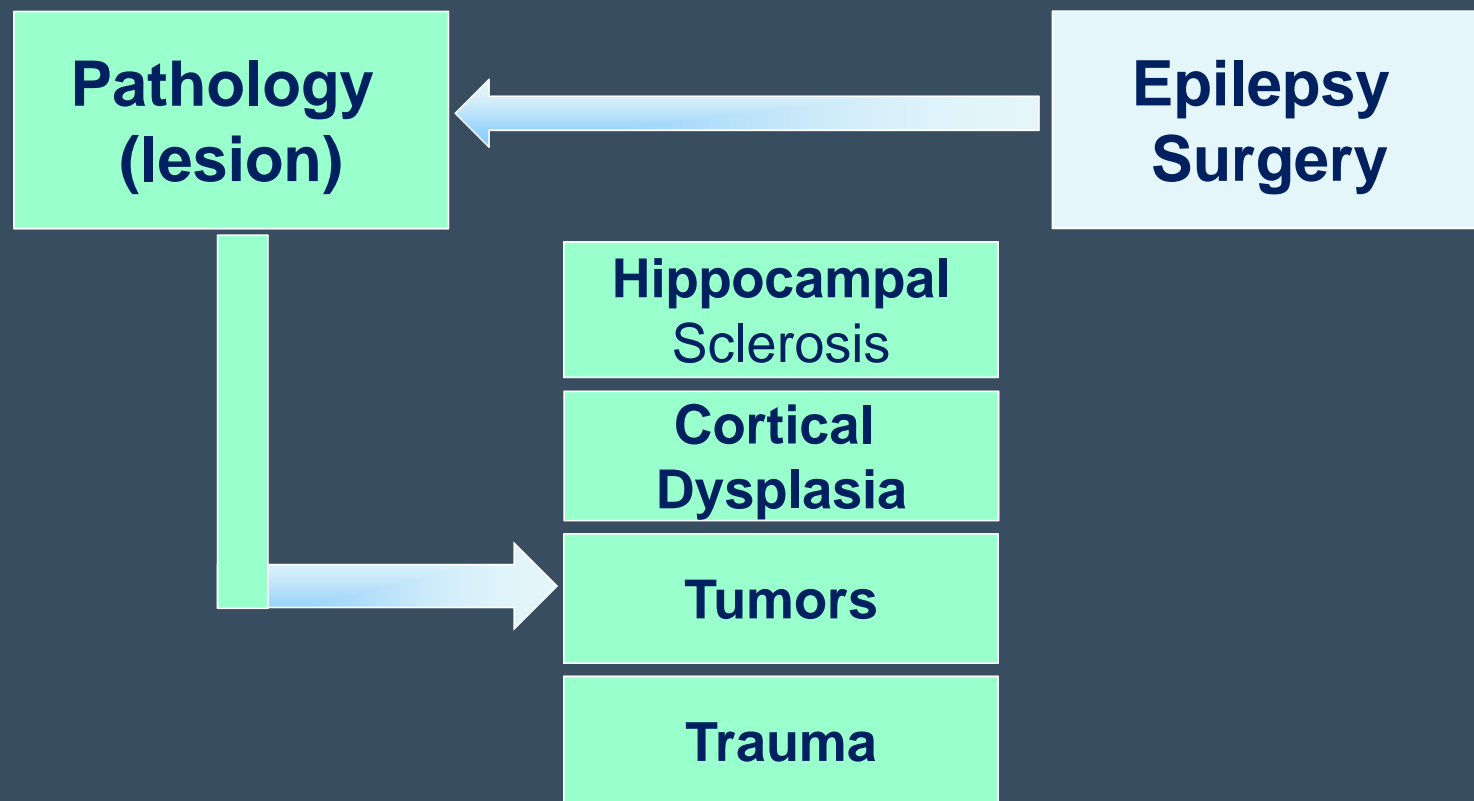 Pathology
(lesion)
Epilepsy
Surgery
Hippocampal
Sclerosis
Cortical
Dysplasia
Tumors
Trauma